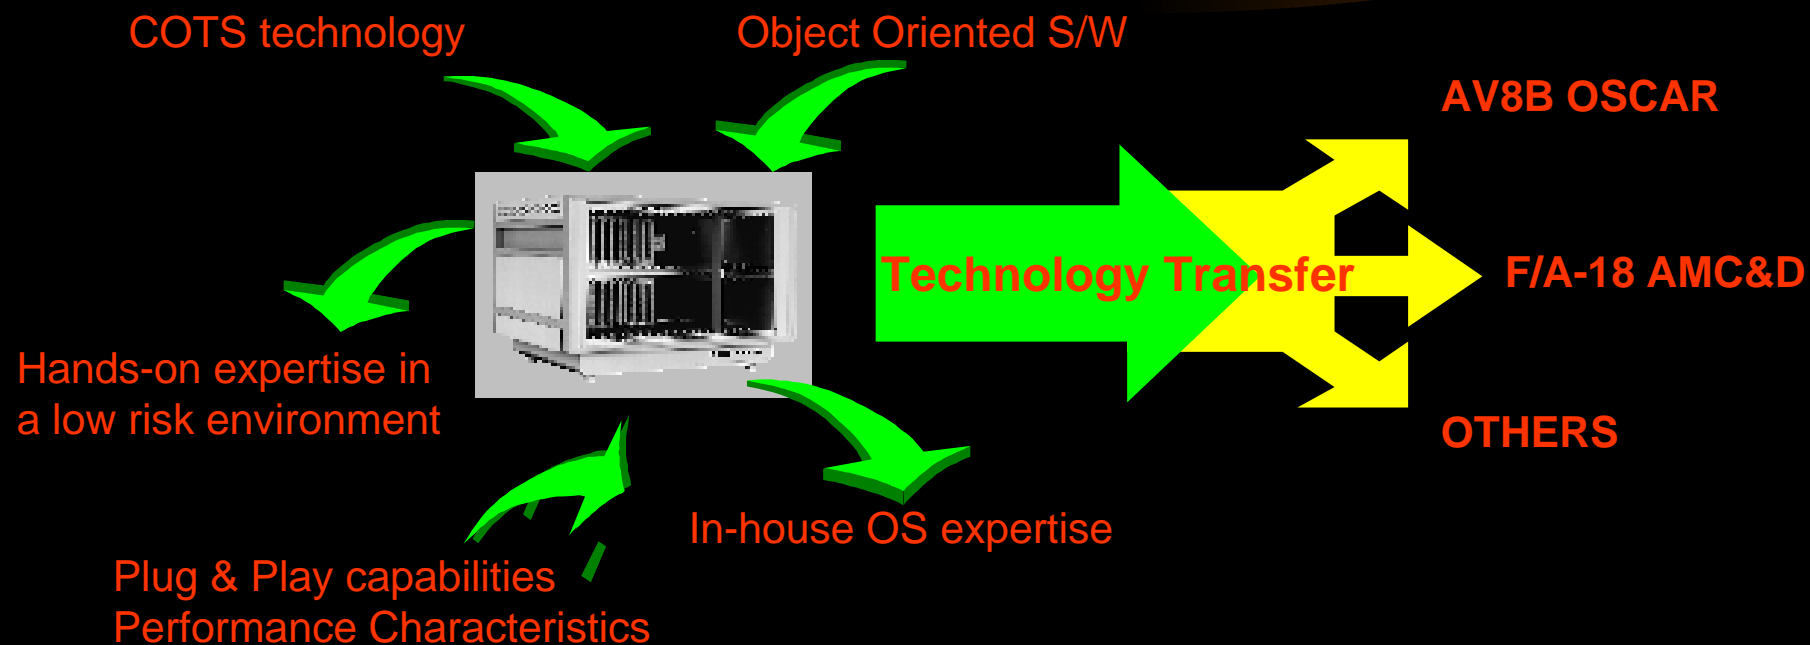 COTS technology
Object Oriented S/W
AV8B OSCAR
Technology Transfer
F/A-18 AMC&D
Hands-on expertise in
a low risk environment
OTHERS
In-house OS expertise
Plug & Play capabilities
Performance Characteristics